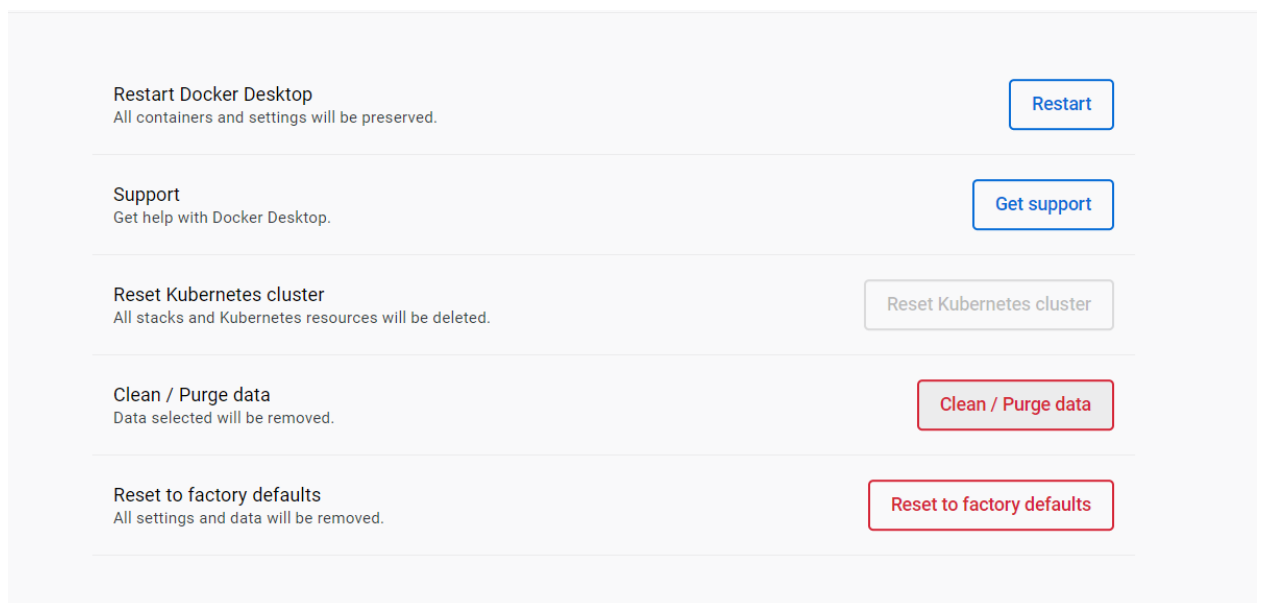 Restart Docker Desktop
All containers and settings will be preserved.
Restart
Support
Get help with Docker Desktop.
Get support
Reset Kubernetes cluster
All stacks and Kubernetes resources will be deleted.
Reset Kubernetes cluster
Clean / Purge data
Data selected will be removed.
Clean / Purge data
Reset to factory defaults
All settings and data will be removed.
Reset to factory defaults